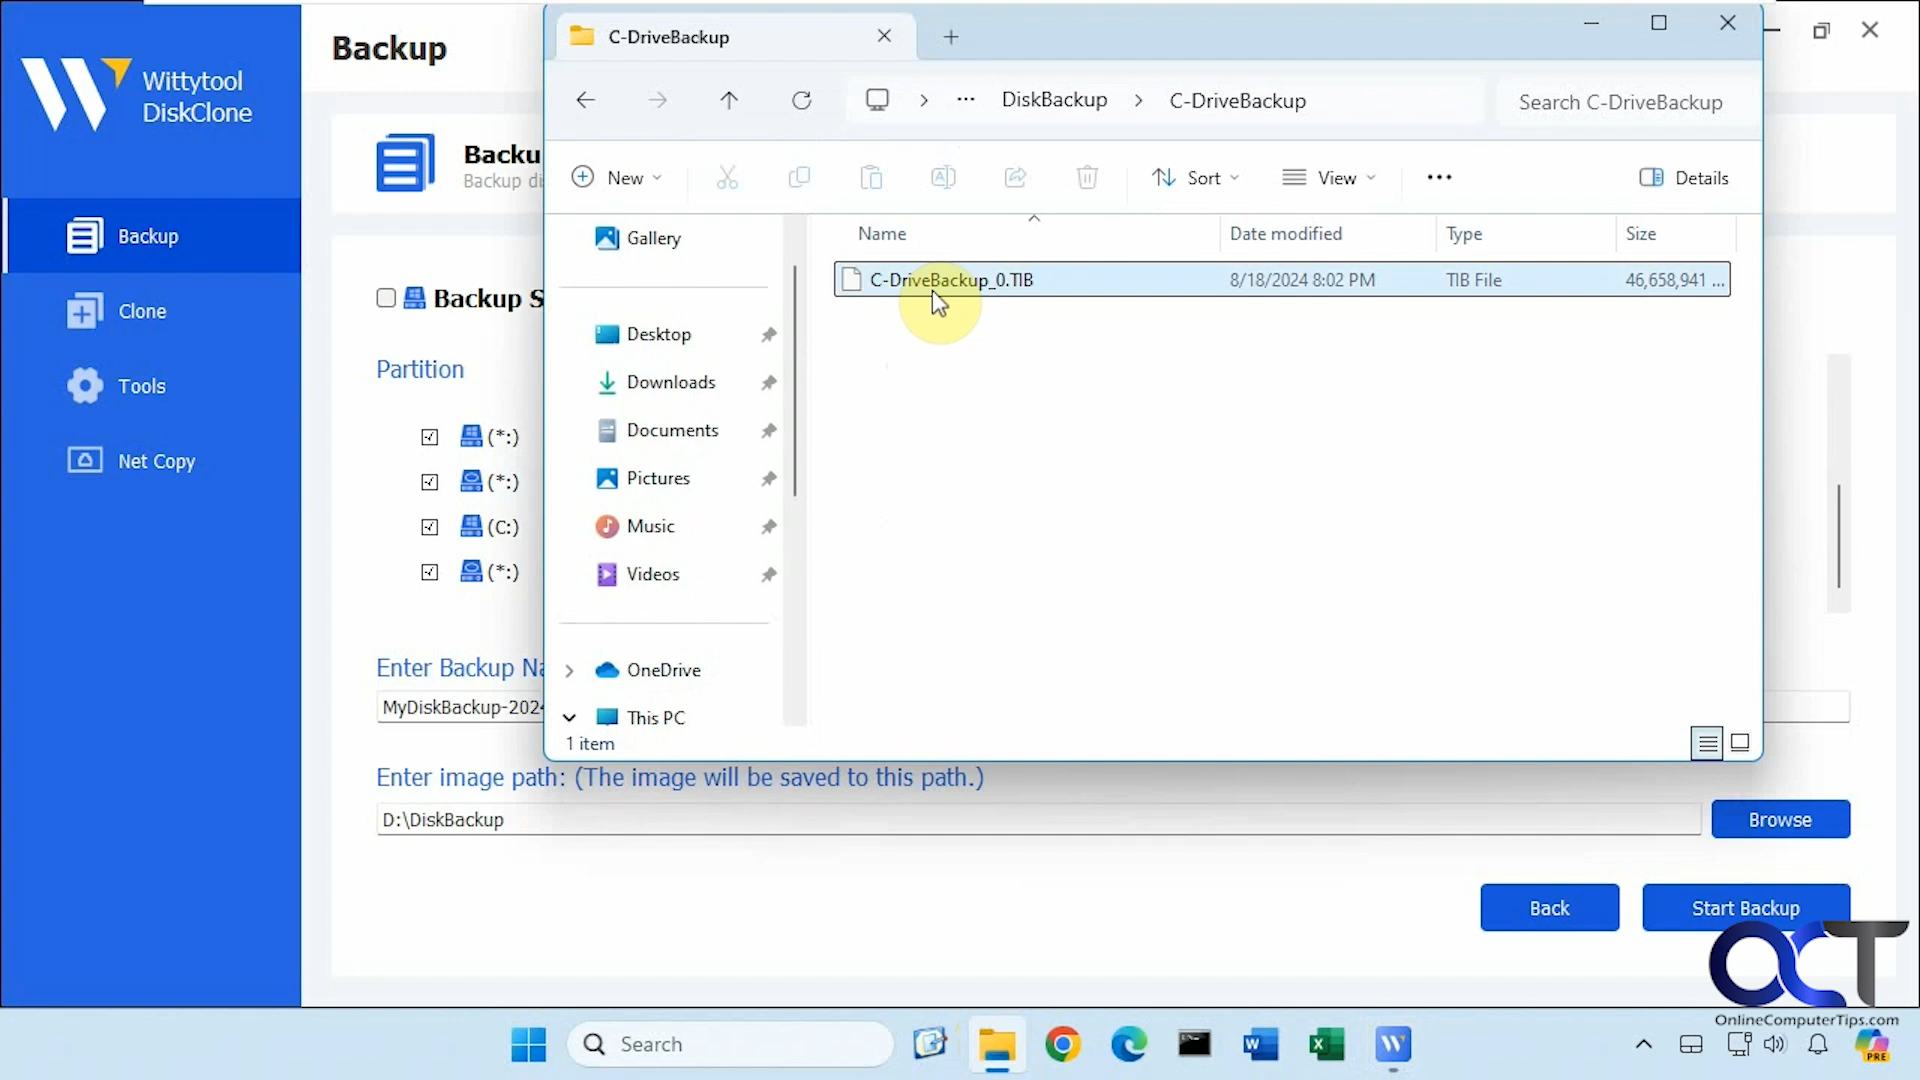 Wittytool
DiskClone
Backup
Clone
Tools
Net Copy
Backup
Backu
Backup di
Backup S
Partition
(*:)
(*:)
(C:)
(*:)
Enter Backup Na
MyDiskBackup-2024
Enter image path: (The image will be saved to this path.)
D:\DiskBackup
Browse
Back
Start Backup
C-DriveBackup
DiskBackup > C-DriveBackup
Search C-DriveBackup
New
Sort
View
Details
Gallery
Desktop
Downloads
Documents
Pictures
Music
Videos
OneDrive
This PC
1 item
Name Date modified Type Size
C-DriveBackup_0.TIB 8/18/2024 8:02 PM TIB File 46,658,941 ...
OCT
OnlineComputerTips.com
Search
PRE